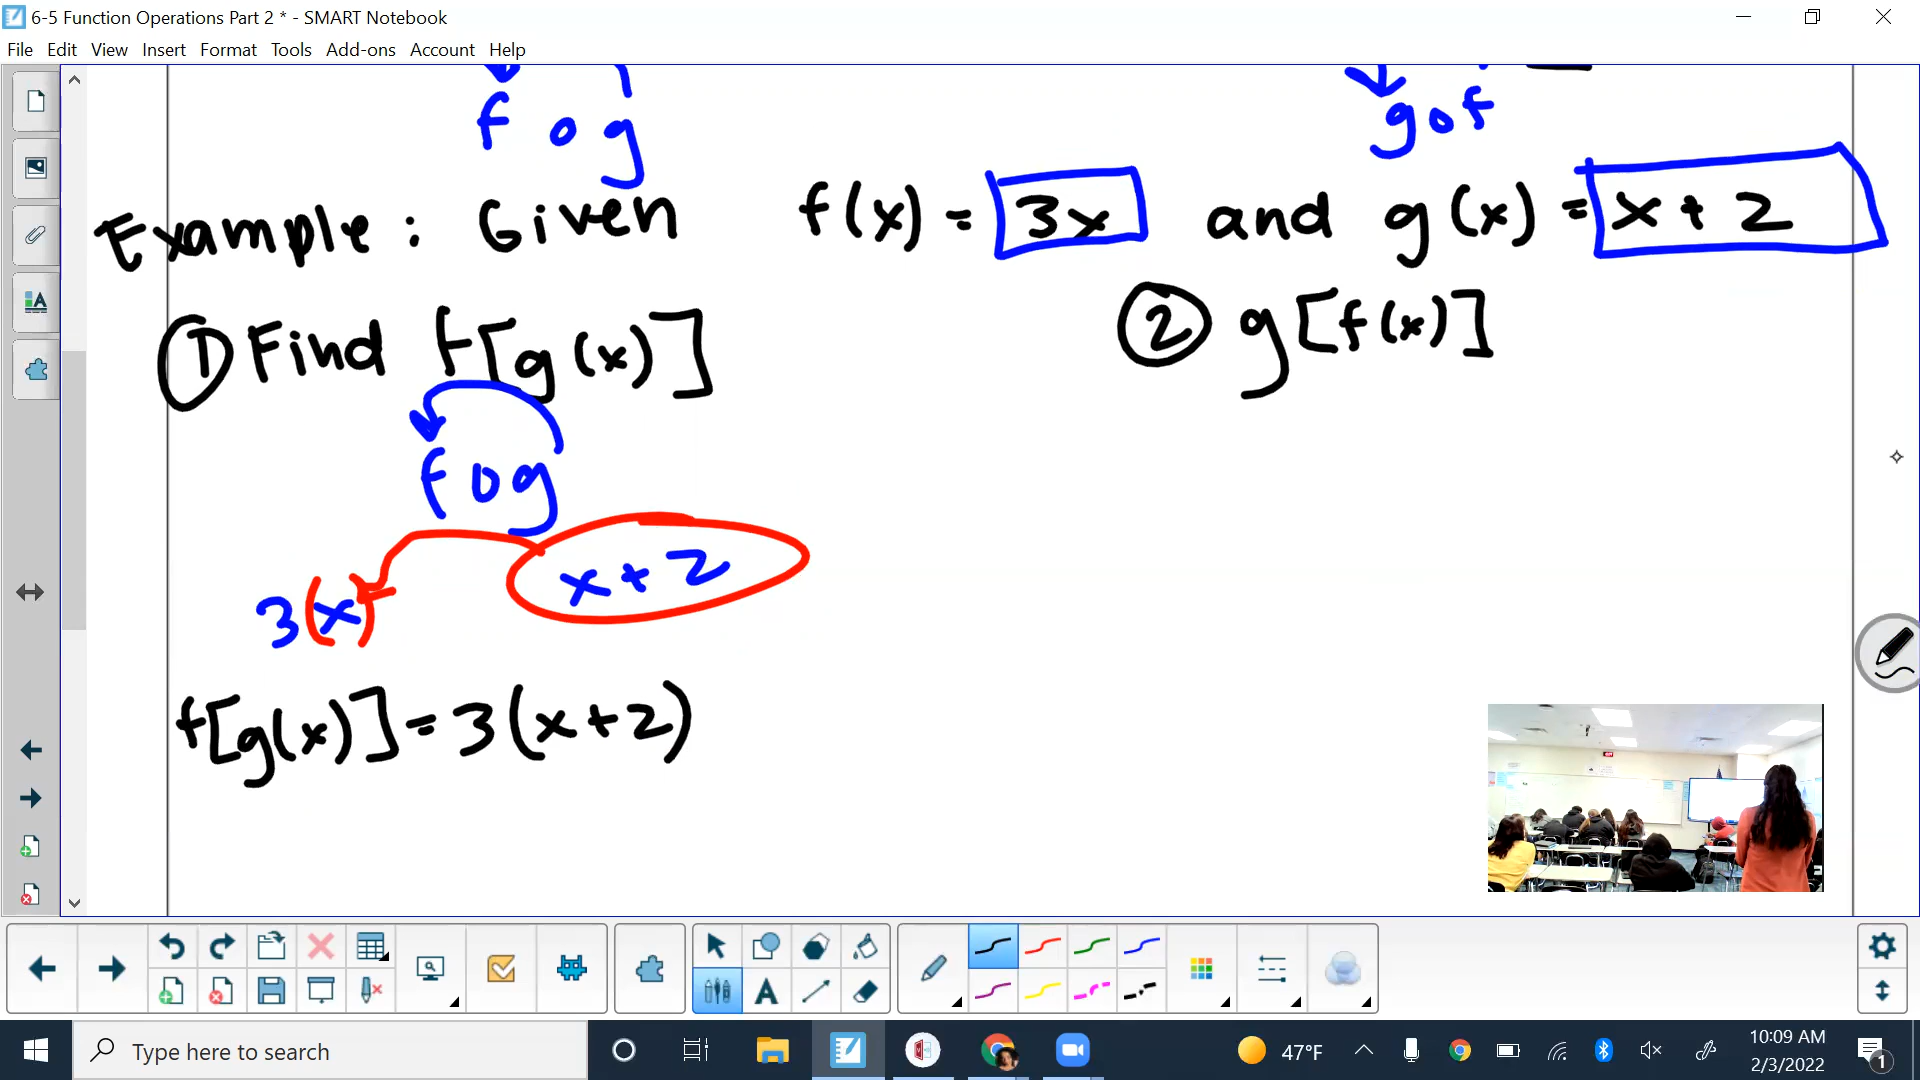 6-5 Function Operations Part 2 * - SMART Notebook
File Edit View Insert Format Tools Add-ons Account Help
f o g
g o f
Example: Given f(x) = 3x and g(x) = x + 2
① Find f[g(x)]
② g[f(x)]
f o g
x + 2
3(x)
f[g(x)] = 3(x+2)
Type here to search
47°F
10:09 AM
2/3/2022
1